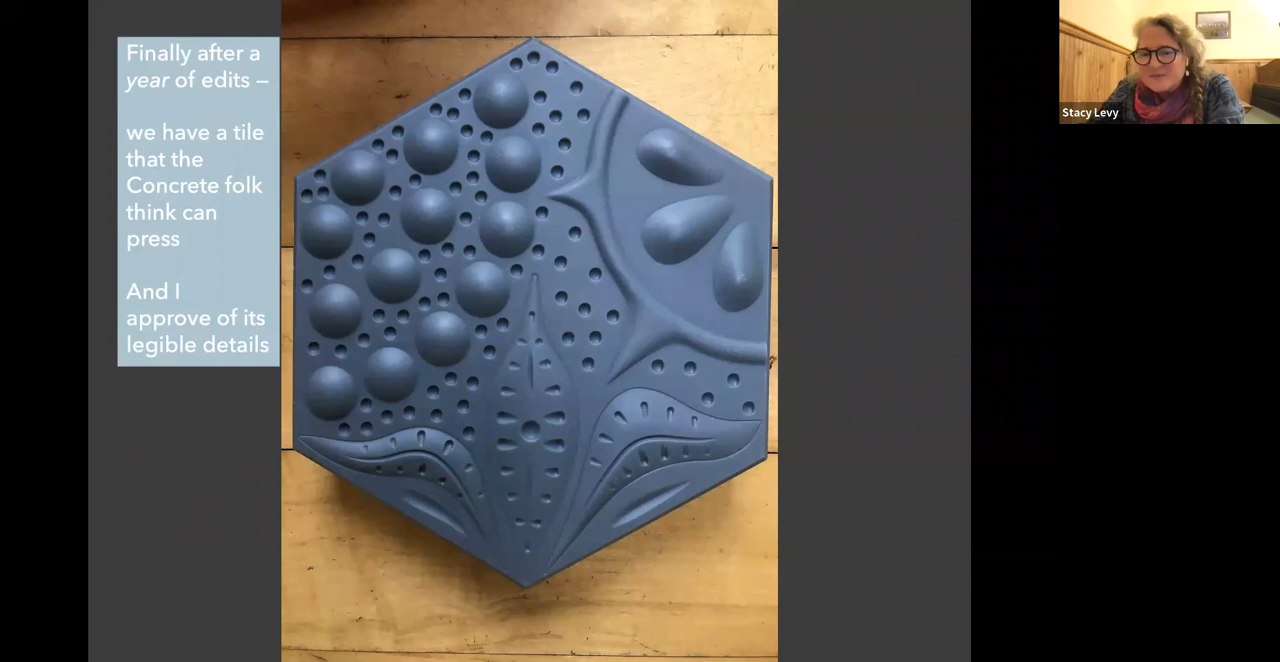 Finally after a
year of edits –
we have a tile
that the
Concrete folk
think can
press
And I
approve of its
legible details
Stacy Levy